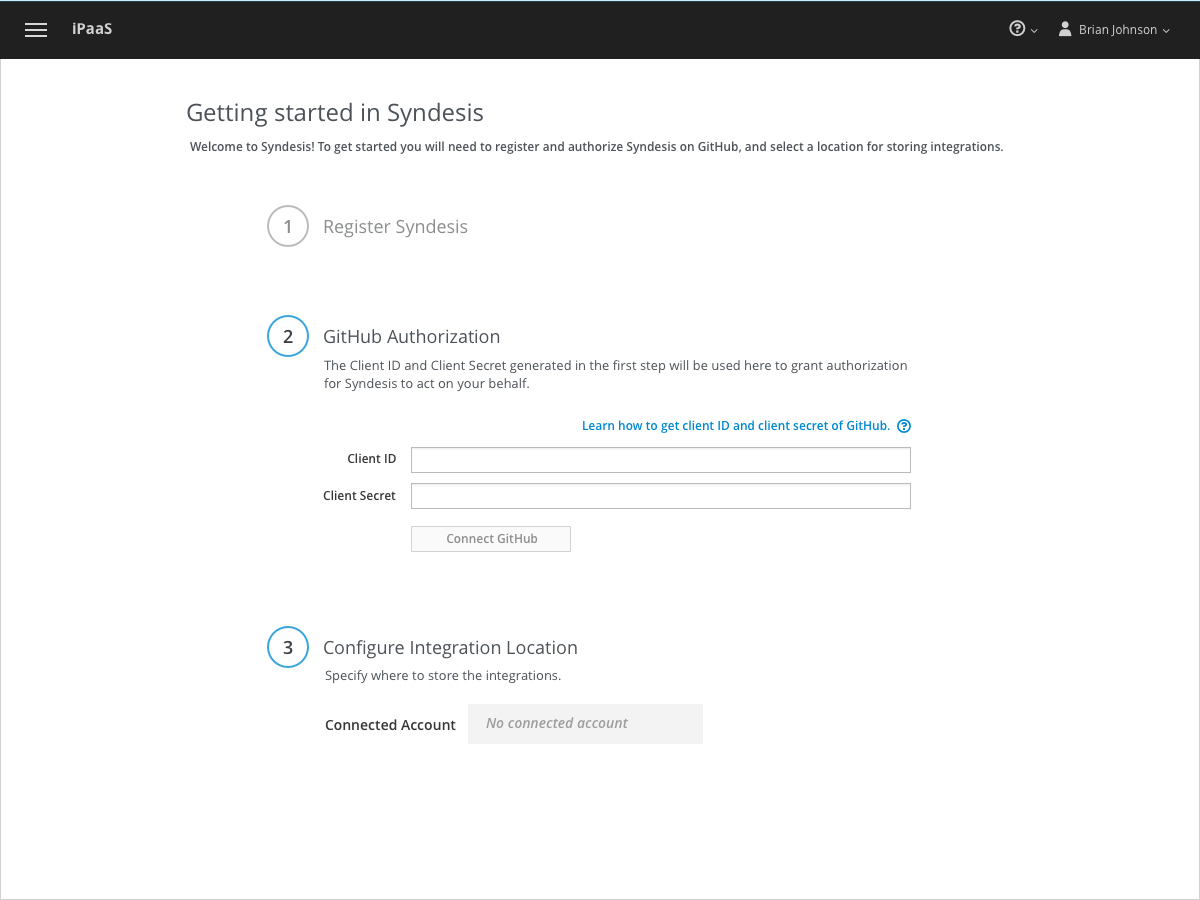 iPaaS
Brian Johnson
Getting started in Syndesis
Welcome to Syndesis! To get started you will need to register and authorize Syndesis on GitHub, and select a location for storing integrations.
1 Register Syndesis
2 GitHub Authorization
The Client ID and Client Secret generated in the first step will be used here to grant authorization
for Syndesis to act on your behalf.
Learn how to get client ID and client secret of GitHub. ?
Client ID
Client Secret
Connect GitHub
3 Configure Integration Location
Specify where to store the integrations.
Connected Account No connected account